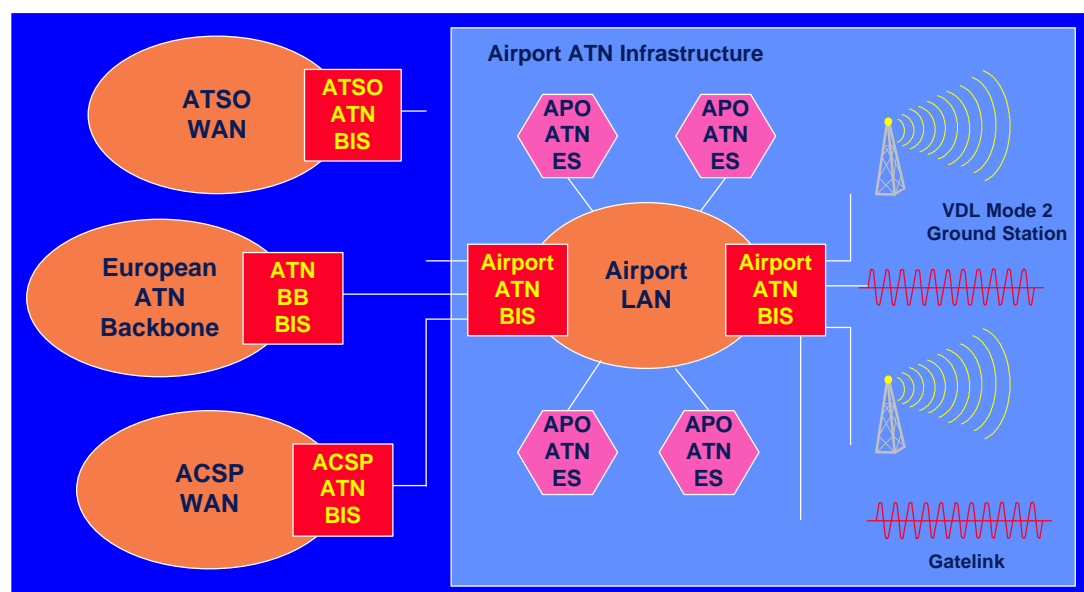 Airport ATN Infrastructure
ATSO
WAN
ATSO
ATN
BIS
APO
ATN
ES
APO
ATN
ES
VDL Mode 2
Ground Station
European
ATN
Backbone
ATN
BB
BIS
Airport
ATN
BIS
Airport
LAN
Airport
ATN
BIS
ACSP
WAN
ACSP
ATN
BIS
APO
ATN
ES
APO
ATN
ES
Gatelink